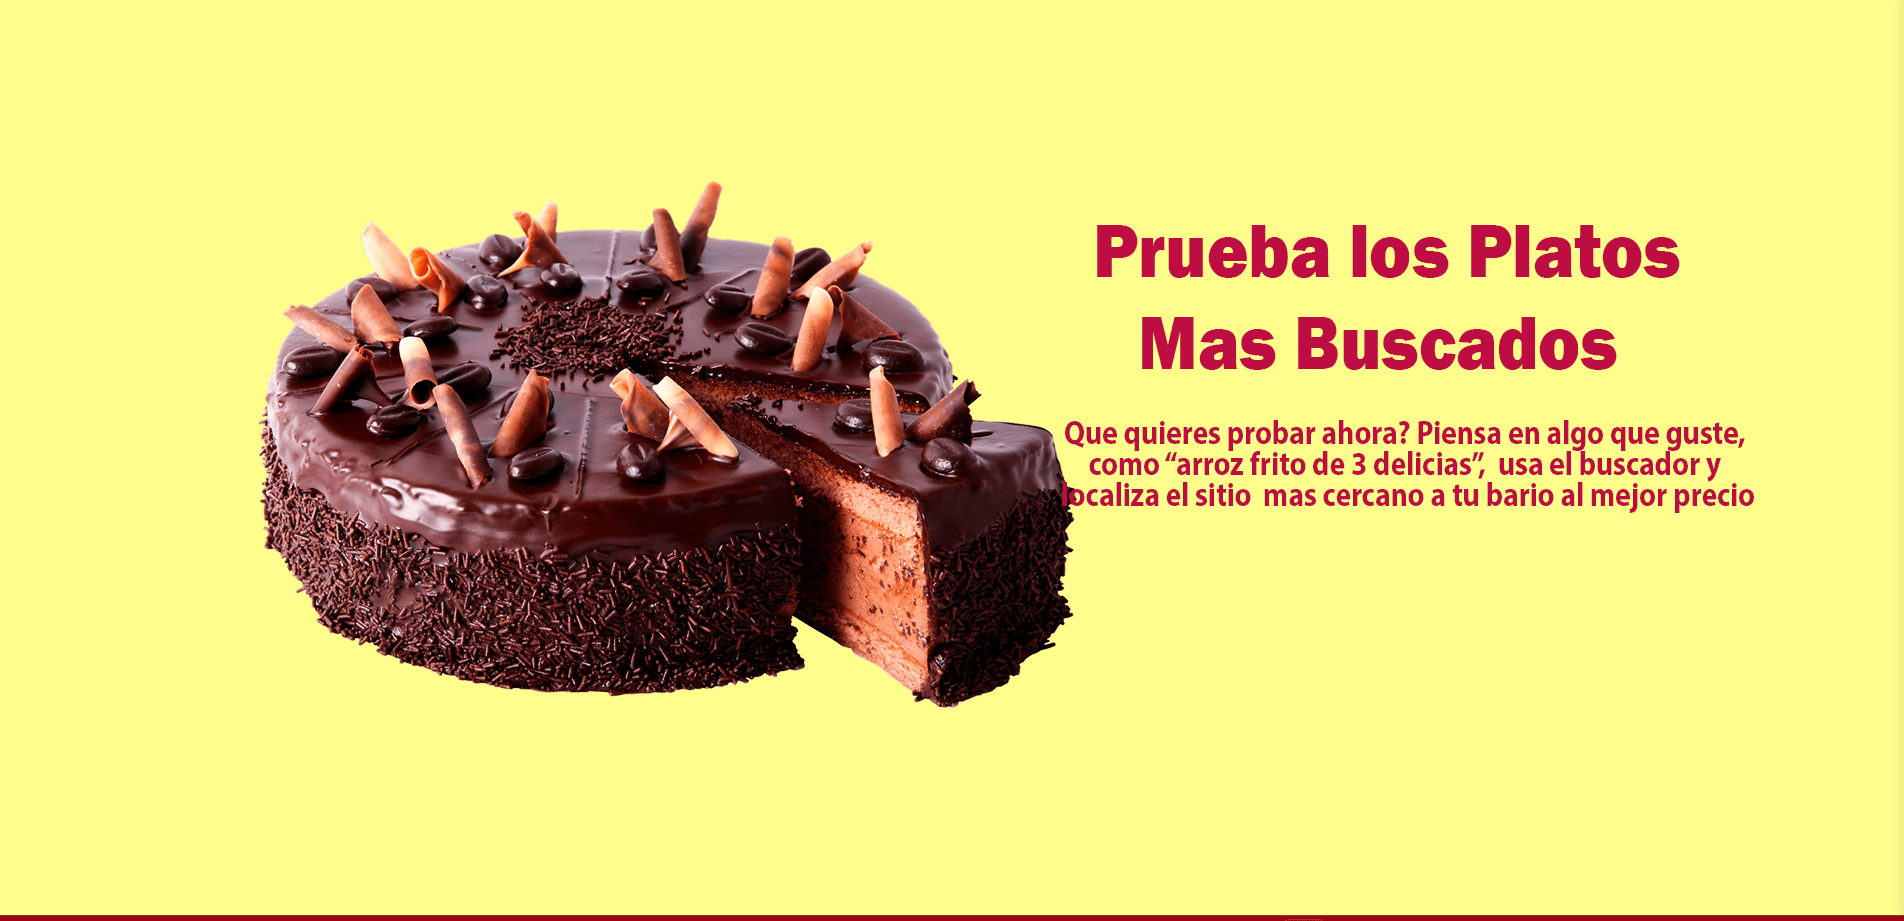 Prueba los Platos
Mas Buscados
Que quieres probar ahora? Piensa en algo que guste,
como “arroz frito de 3 delicias”, usa el buscador y
localiza el sitio mas cercano a tu bario al mejor precio